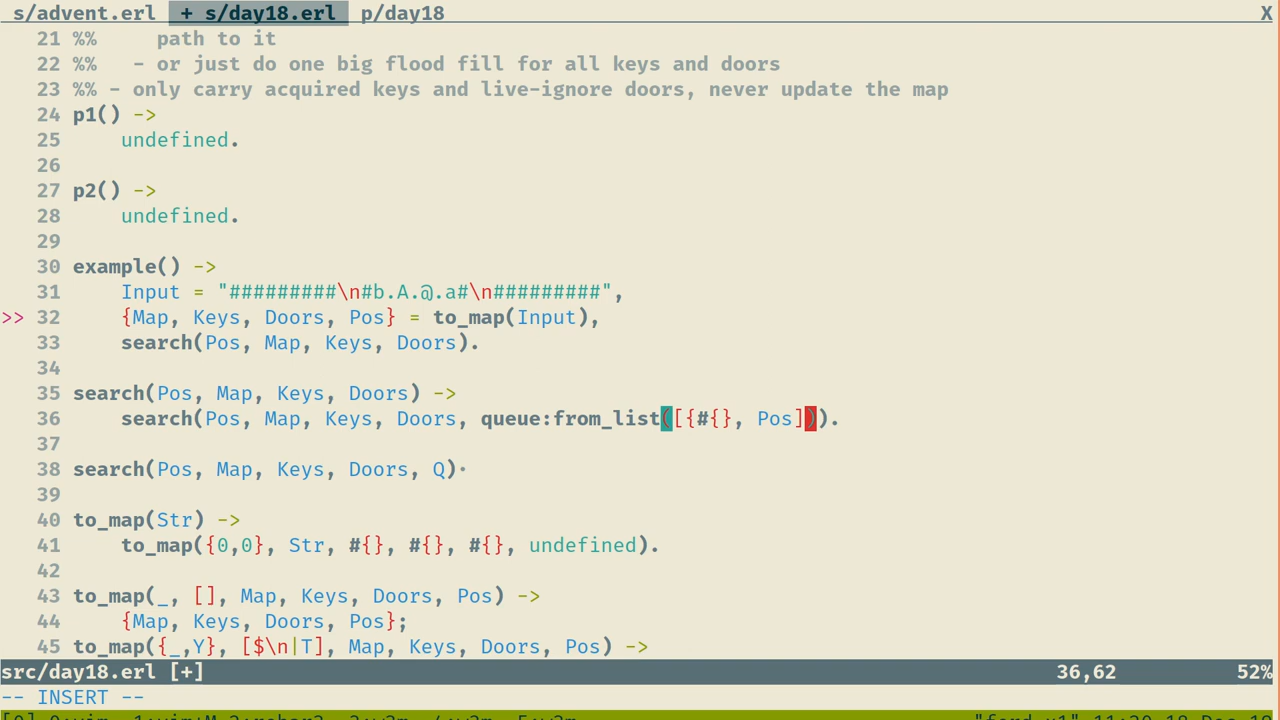 s/advent.erl + s/day18.erl p/day18 X
21 %% path to it
22 %% - or just do one big flood fill for all keys and doors
23 %% - only carry acquired keys and live-ignore doors, never update the map
24 p1() ->
25 undefined.
26
27 p2() ->
28 undefined.
29
30 example() ->
31 Input = "#########\n#b.A.@.a#\n#########",
>> 32 {Map, Keys, Doors, Pos} = to_map(Input),
33 search(Pos, Map, Keys, Doors).
34
35 search(Pos, Map, Keys, Doors) ->
36 search(Pos, Map, Keys, Doors, queue:from_list([{#{}, Pos])).
37
38 search(Pos, Map, Keys, Doors, Q)·
39
40 to_map(Str) ->
41 to_map({0,0}, Str, #{}, #{}, #{}, undefined).
42
43 to_map(_, [], Map, Keys, Doors, Pos) ->
44 {Map, Keys, Doors, Pos};
45 to_map({_,Y}, [$\n|T], Map, Keys, Doors, Pos) ->
src/day18.erl [+] 36,62 52%
-- INSERT --